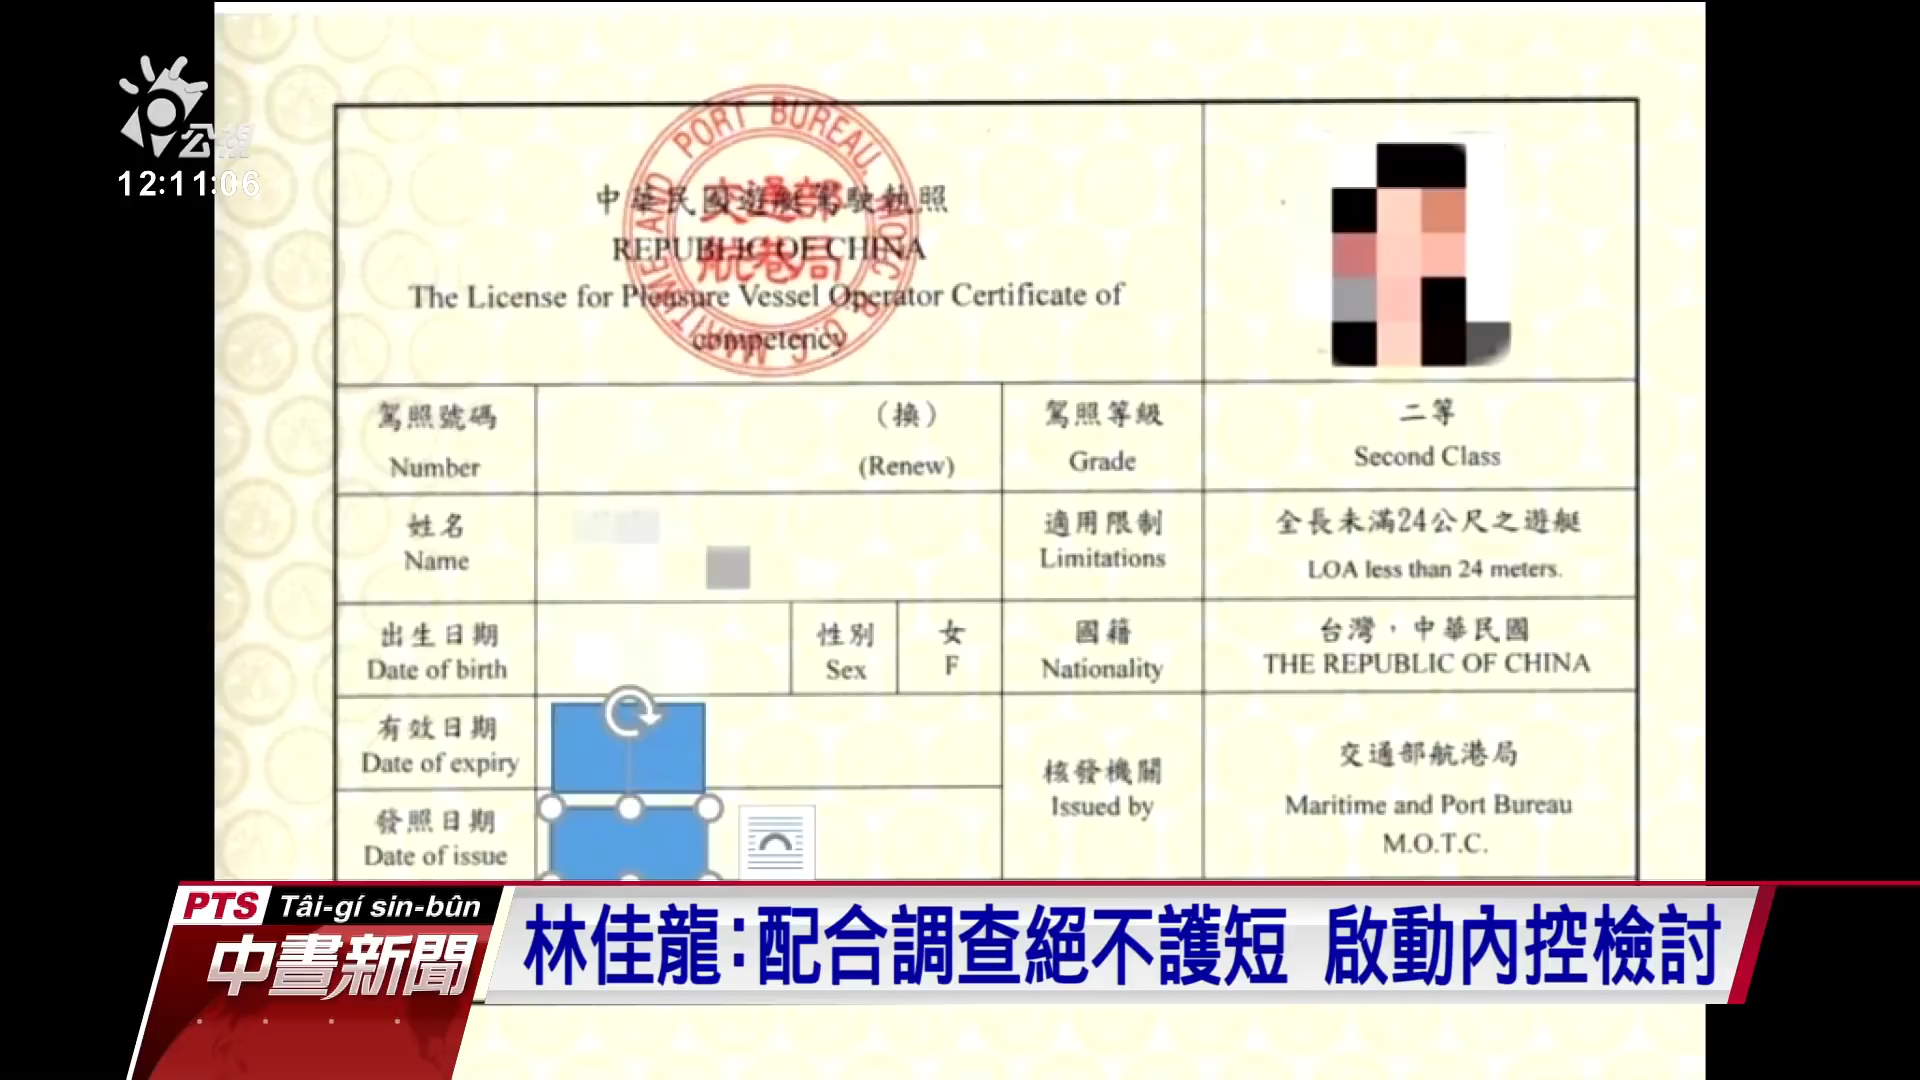 公視
12:11:06
MARITIME AND PORT BUREAU, MOTC R.O.C
交通部
航港局
中華民國遊艇駕駛執照
REPUBLIC OF CHINA
The License for Pleasure Vessel Operator Certificate of
competency
駕照號碼
Number
（換）
(Renew)
駕照等級
Grade
二等
Second Class
姓名
Name
適用限制
Limitations
全長未滿24公尺之遊艇
LOA less than 24 meters.
出生日期
Date of birth
性別
Sex
女
F
國籍
Nationality
台灣，中華民國
THE REPUBLIC OF CHINA
有效日期
Date of expiry
發照日期
Date of issue
核發機關
Issued by
交通部航港局
Maritime and Port Bureau
M.O.T.C.
PTS Tâi-gí sin-bûn
中晝新聞
林佳龍:配合調查絕不護短 啟動內控檢討